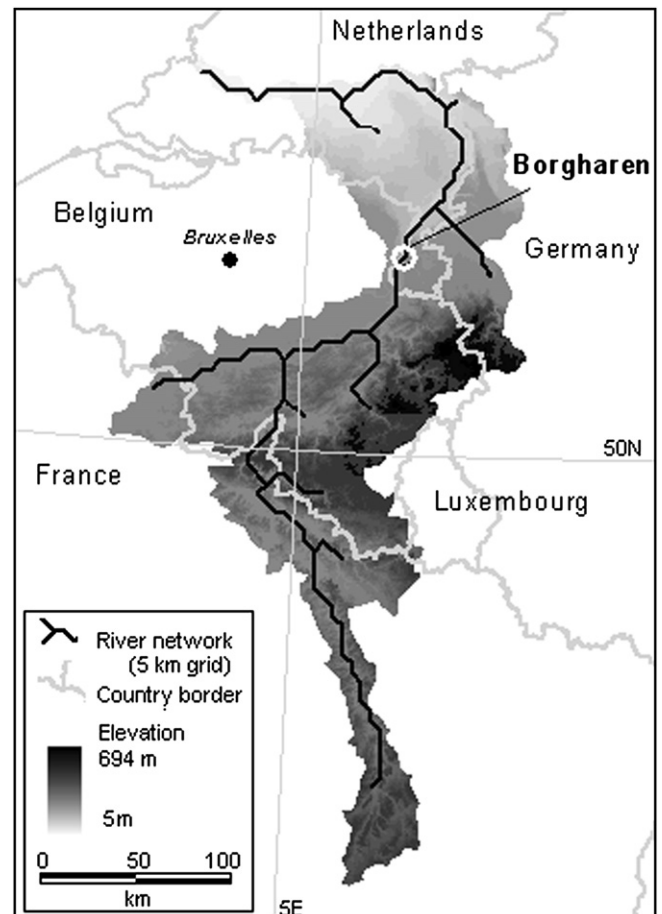 Netherlands
Borgharen
Belgium
Bruxelles
Germany
50N
France
Luxembourg
River network
(5 km grid)
Country border
Elevation
694 m
5m
0 50 100
km
5E